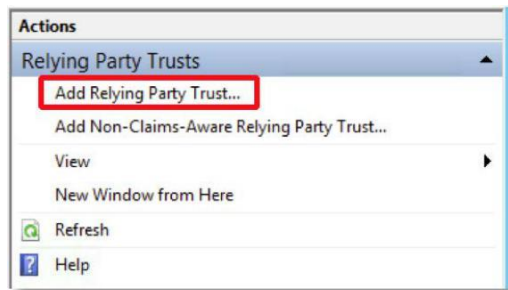 Actions
Relying Party Trusts
Add Relying Party Trust...
Add Non-Claims-Aware Relying Party Trust...
View
New Window from Here
Refresh
? Help